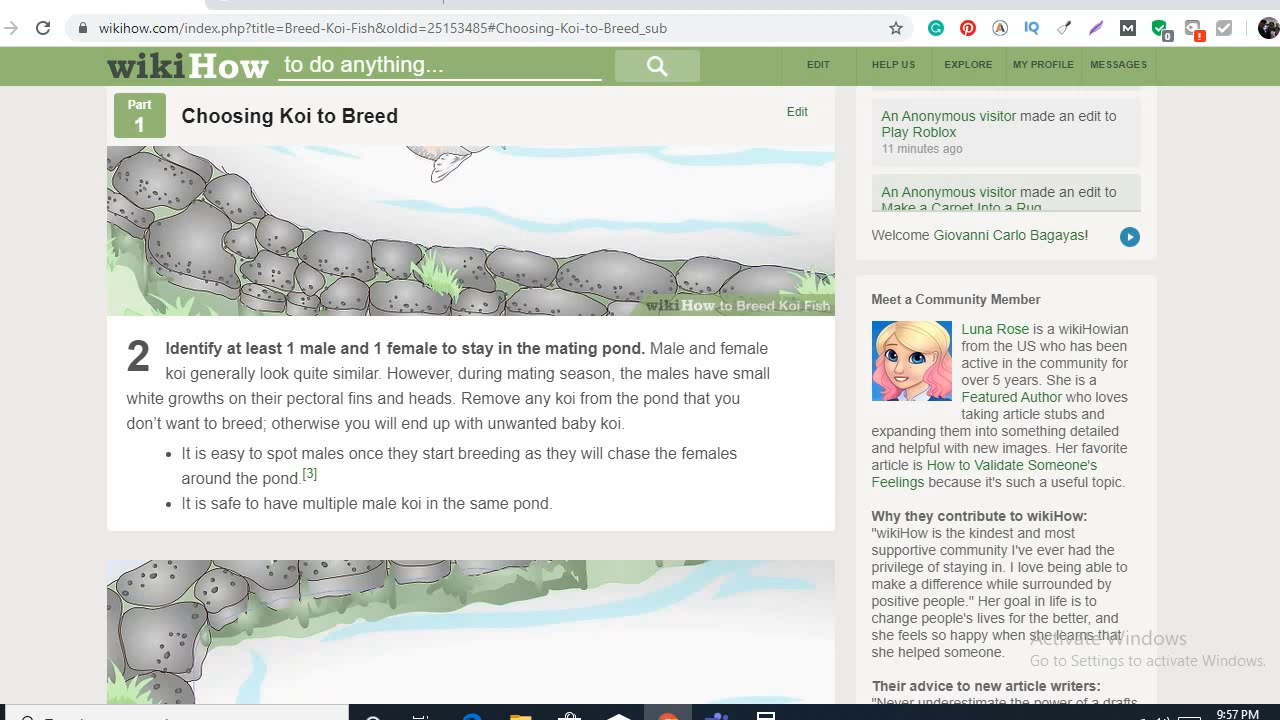 wikihow.com/index.php?title=Breed-Koi-Fish&oldid=25153485#Choosing-Koi-to-Breed_sub
wikiHow to do anything...
EDIT
HELP US
EXPLORE
MY PROFILE
MESSAGES
Part
1
Choosing Koi to Breed
Edit
wikiHow to Breed Koi Fish
2 Identify at least 1 male and 1 female to stay in the mating pond. Male and female
koi generally look quite similar. However, during mating season, the males have small
white growths on their pectoral fins and heads. Remove any koi from the pond that you
don’t want to breed; otherwise you will end up with unwanted baby koi.
• It is easy to spot males once they start breeding as they will chase the females
around the pond.[3]
• It is safe to have multiple male koi in the same pond.
An Anonymous visitor made an edit to
Play Roblox
11 minutes ago
An Anonymous visitor made an edit to
Make a Carpet Into a Rug
Welcome Giovanni Carlo Bagayas!
Meet a Community Member
Luna Rose is a wikiHowian
from the US who has been
active in the community for
over 5 years. She is a
Featured Author who loves
taking article stubs and
expanding them into something detailed
and helpful with new images. Her favorite
article is How to Validate Someone's
Feelings because it's such a useful topic.
Why they contribute to wikiHow:
"wikiHow is the kindest and most
supportive community I've ever had the
privilege of staying in. I love being able to
make a difference while surrounded by
positive people." Her goal in life is to
change people's lives for the better, and
she feels so happy when she learns that
she helped someone.
Their advice to new article writers:
"Never underestimate the power of a drafts
Activate Windows
Go to Settings to activate Windows.
9:57 PM